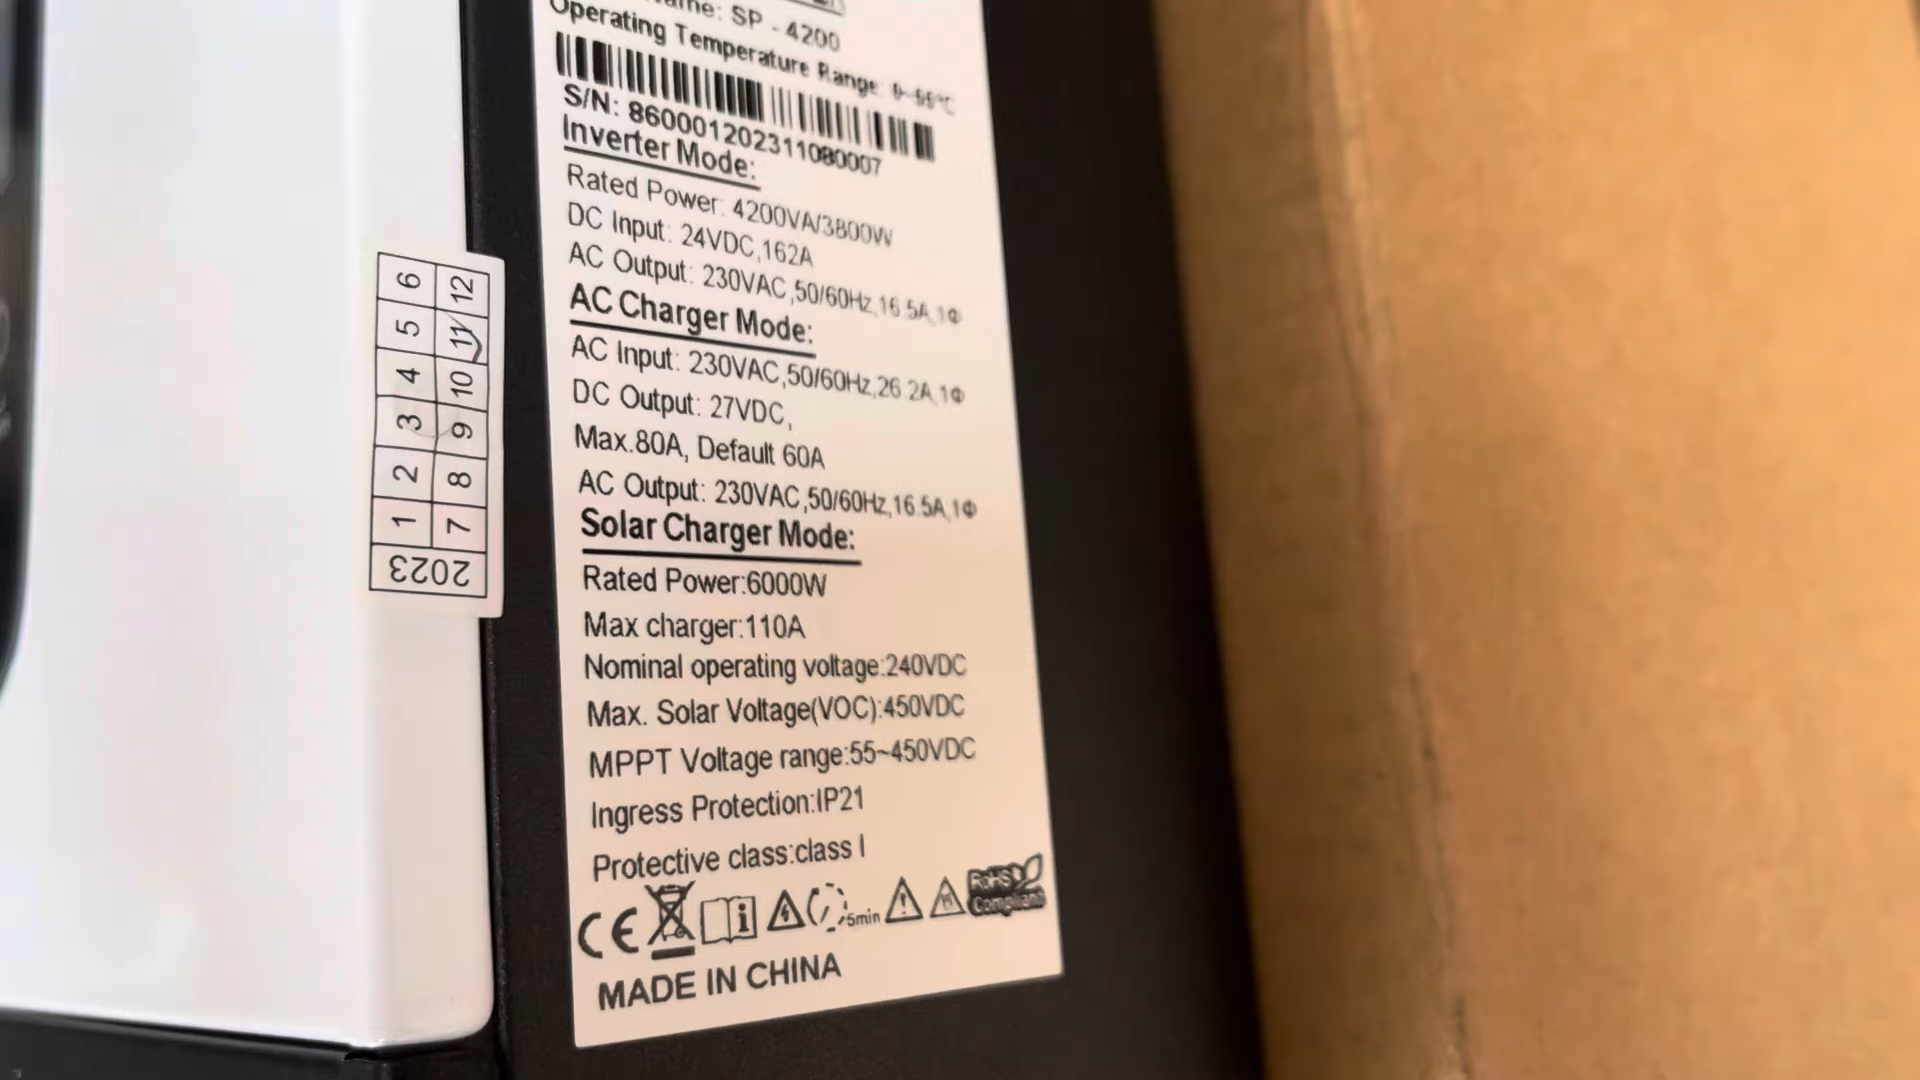 SP - 4200
Operating Temperature Range: 0~55°C
S/N: 860001202311080007
Inverter Mode:
Rated Power: 4200VA/3800W
DC Input: 24VDC,162A
AC Output: 230VAC,50/60Hz,16.5A,1Φ
AC Charger Mode:
AC Input: 230VAC,50/60Hz,26.2A,1Φ
DC Output: 27VDC,
Max.80A, Default 60A
AC Output: 230VAC,50/60Hz,16.5A,1Φ
Solar Charger Mode:
Rated Power:6000W
Max charger:110A
Nominal operating voltage:240VDC
Max. Solar Voltage(VOC):450VDC
MPPT Voltage range:55~450VDC
Ingress Protection:IP21
Protective class:class I
CE 5min RoHS
Compliant
MADE IN CHINA
2023
1 2 3 4 5 6
7 8 9 10 11 12